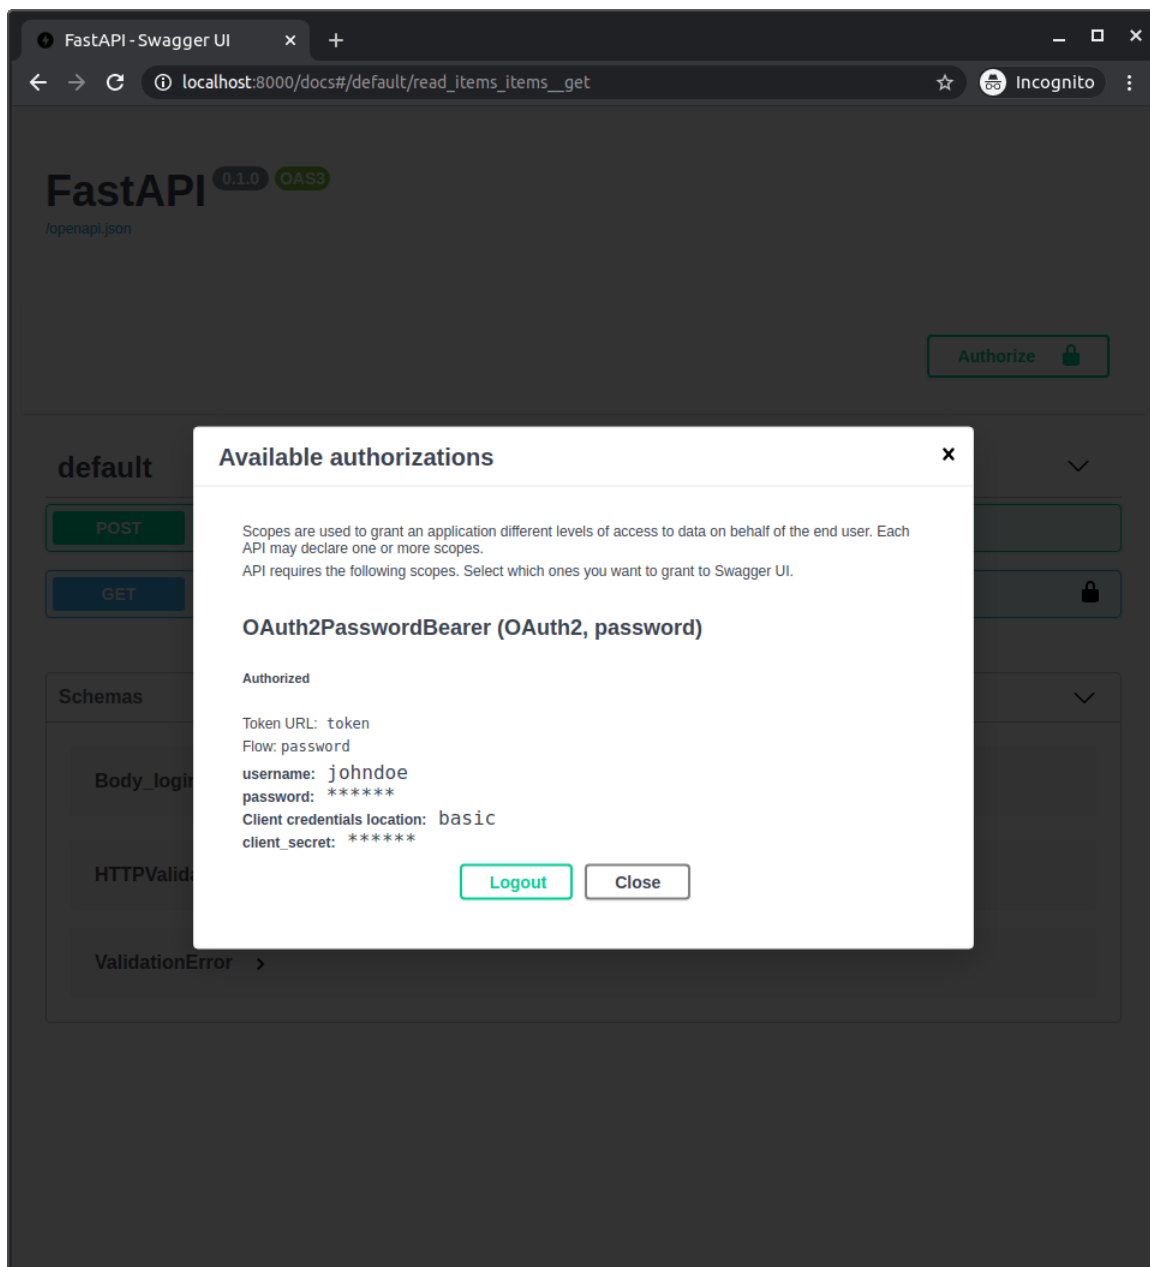 FastAPI - Swagger UI
localhost:8000/docs#/default/read_items_items__get
Incognito
FastAPI 0.1.0 OAS3
/openapi.json
Authorize
default
POST
GET
Available authorizations
Scopes are used to grant an application different levels of access to data on behalf of the end user. Each
API may declare one or more scopes.
API requires the following scopes. Select which ones you want to grant to Swagger UI.
OAuth2PasswordBearer (OAuth2, password)
Authorized
Token URL: token
Flow: password
username: johndoe
password: ******
Client credentials location: basic
client_secret: ******
Logout Close
Schemas
Body_login
HTTPValida
ValidationError